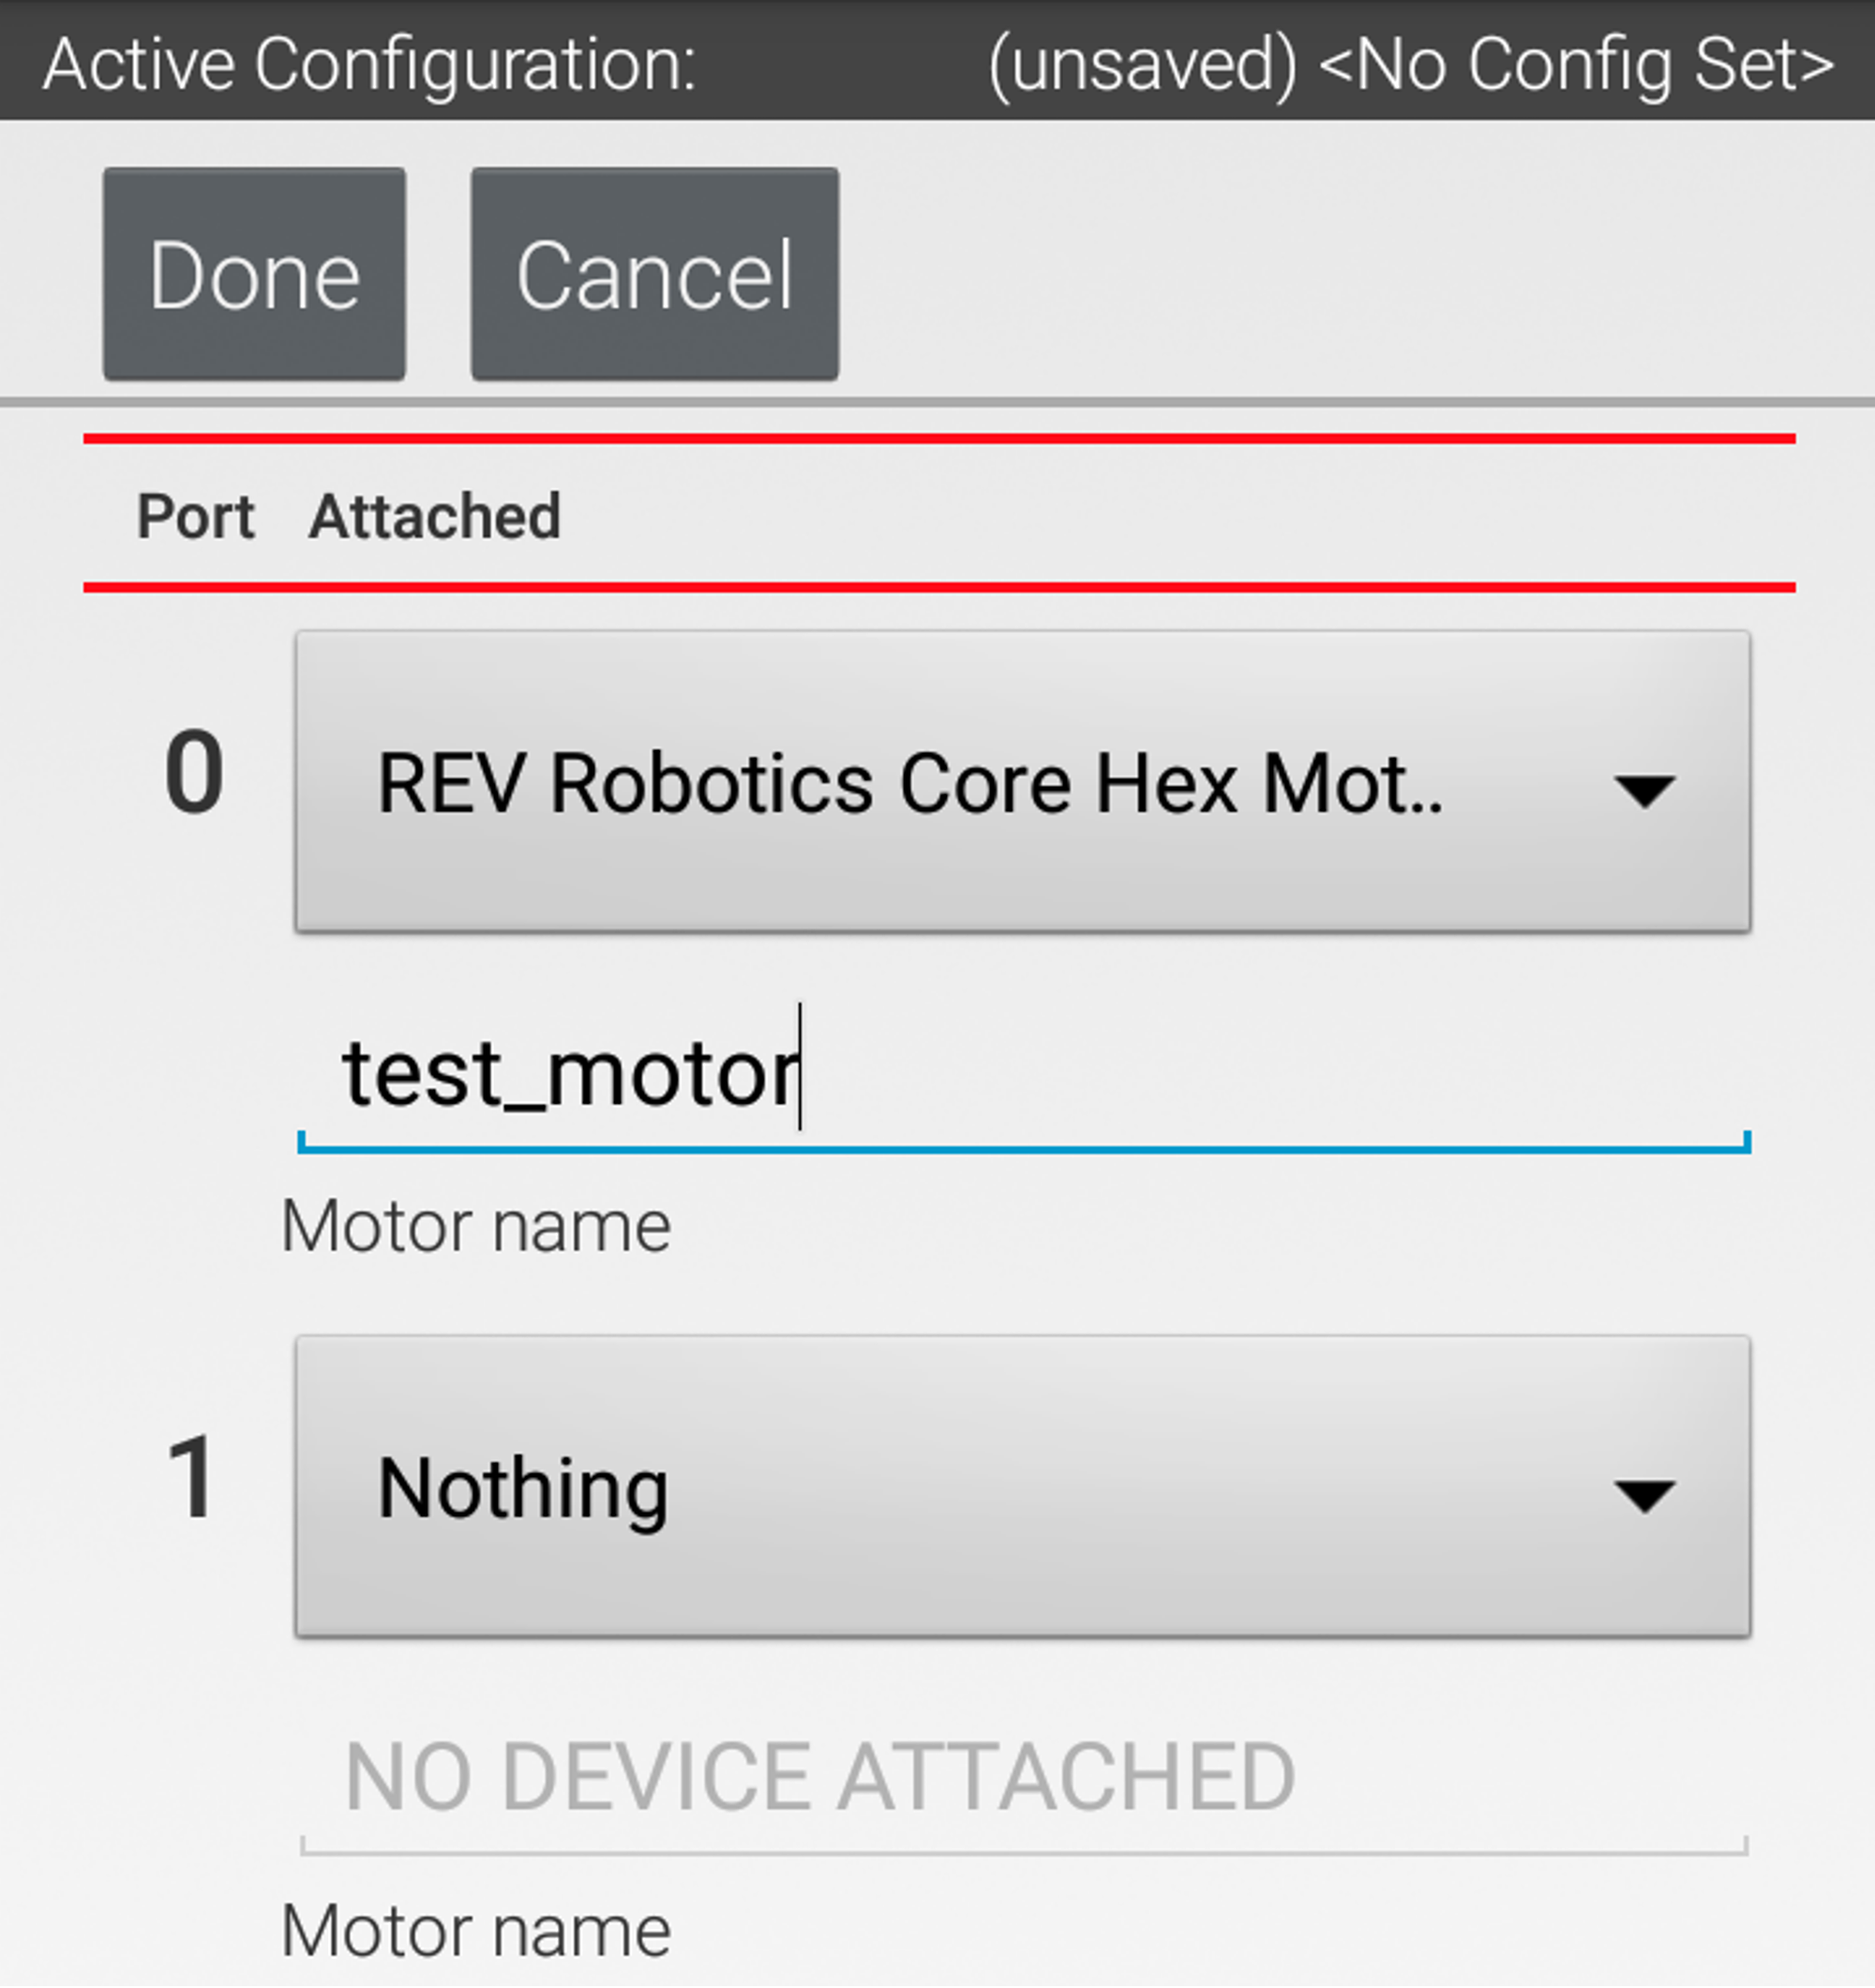 Active Configuration: (unsaved) <No Config Set>
Done Cancel
Port Attached
0 REV Robotics Core Hex Mot..
test_motor
Motor name
1 Nothing
NO DEVICE ATTACHED
Motor name